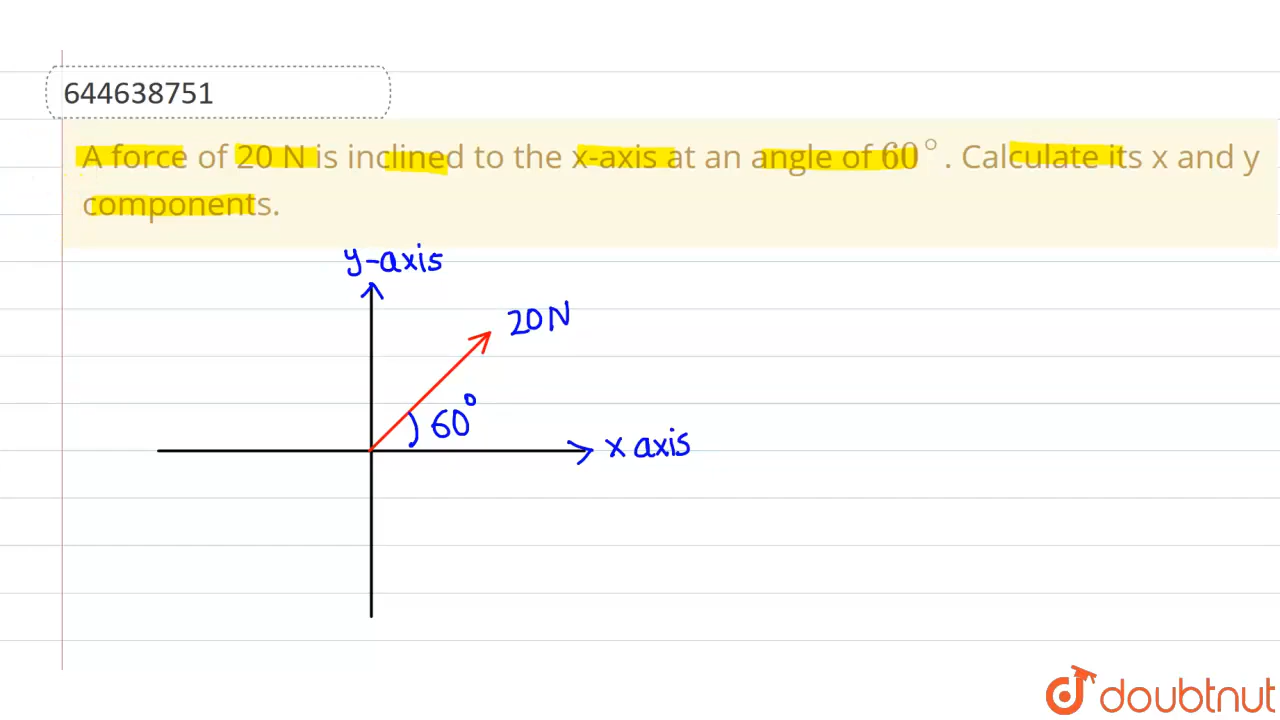 644638751
A force of 20 N is inclined to the x-axis at an angle of 60°. Calculate its x and y
components.
y-axis
20N
60°
x axis
doubtnut